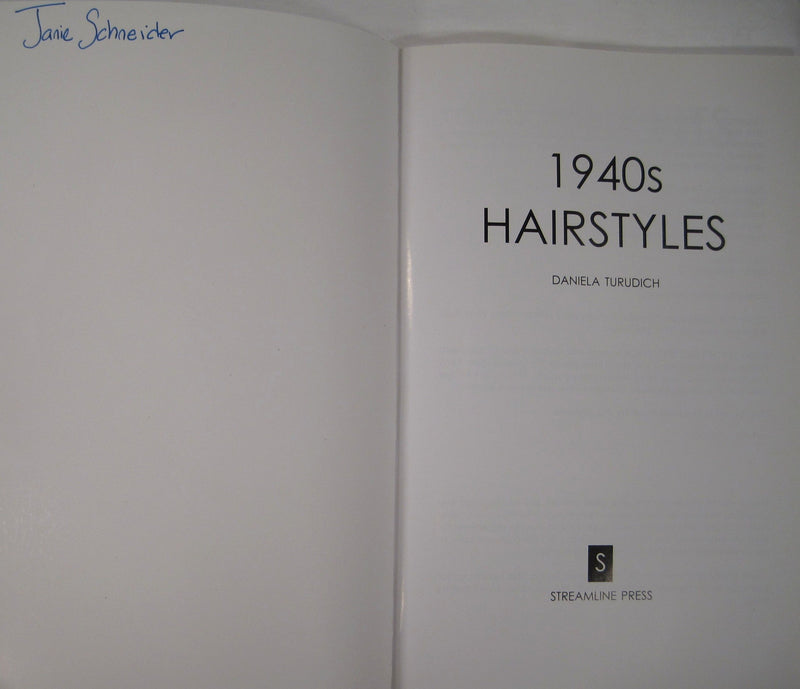 Janie Schneider
1940s
HAIRSTYLES
DANIELA TURUDICH
S
STREAMLINE PRESS